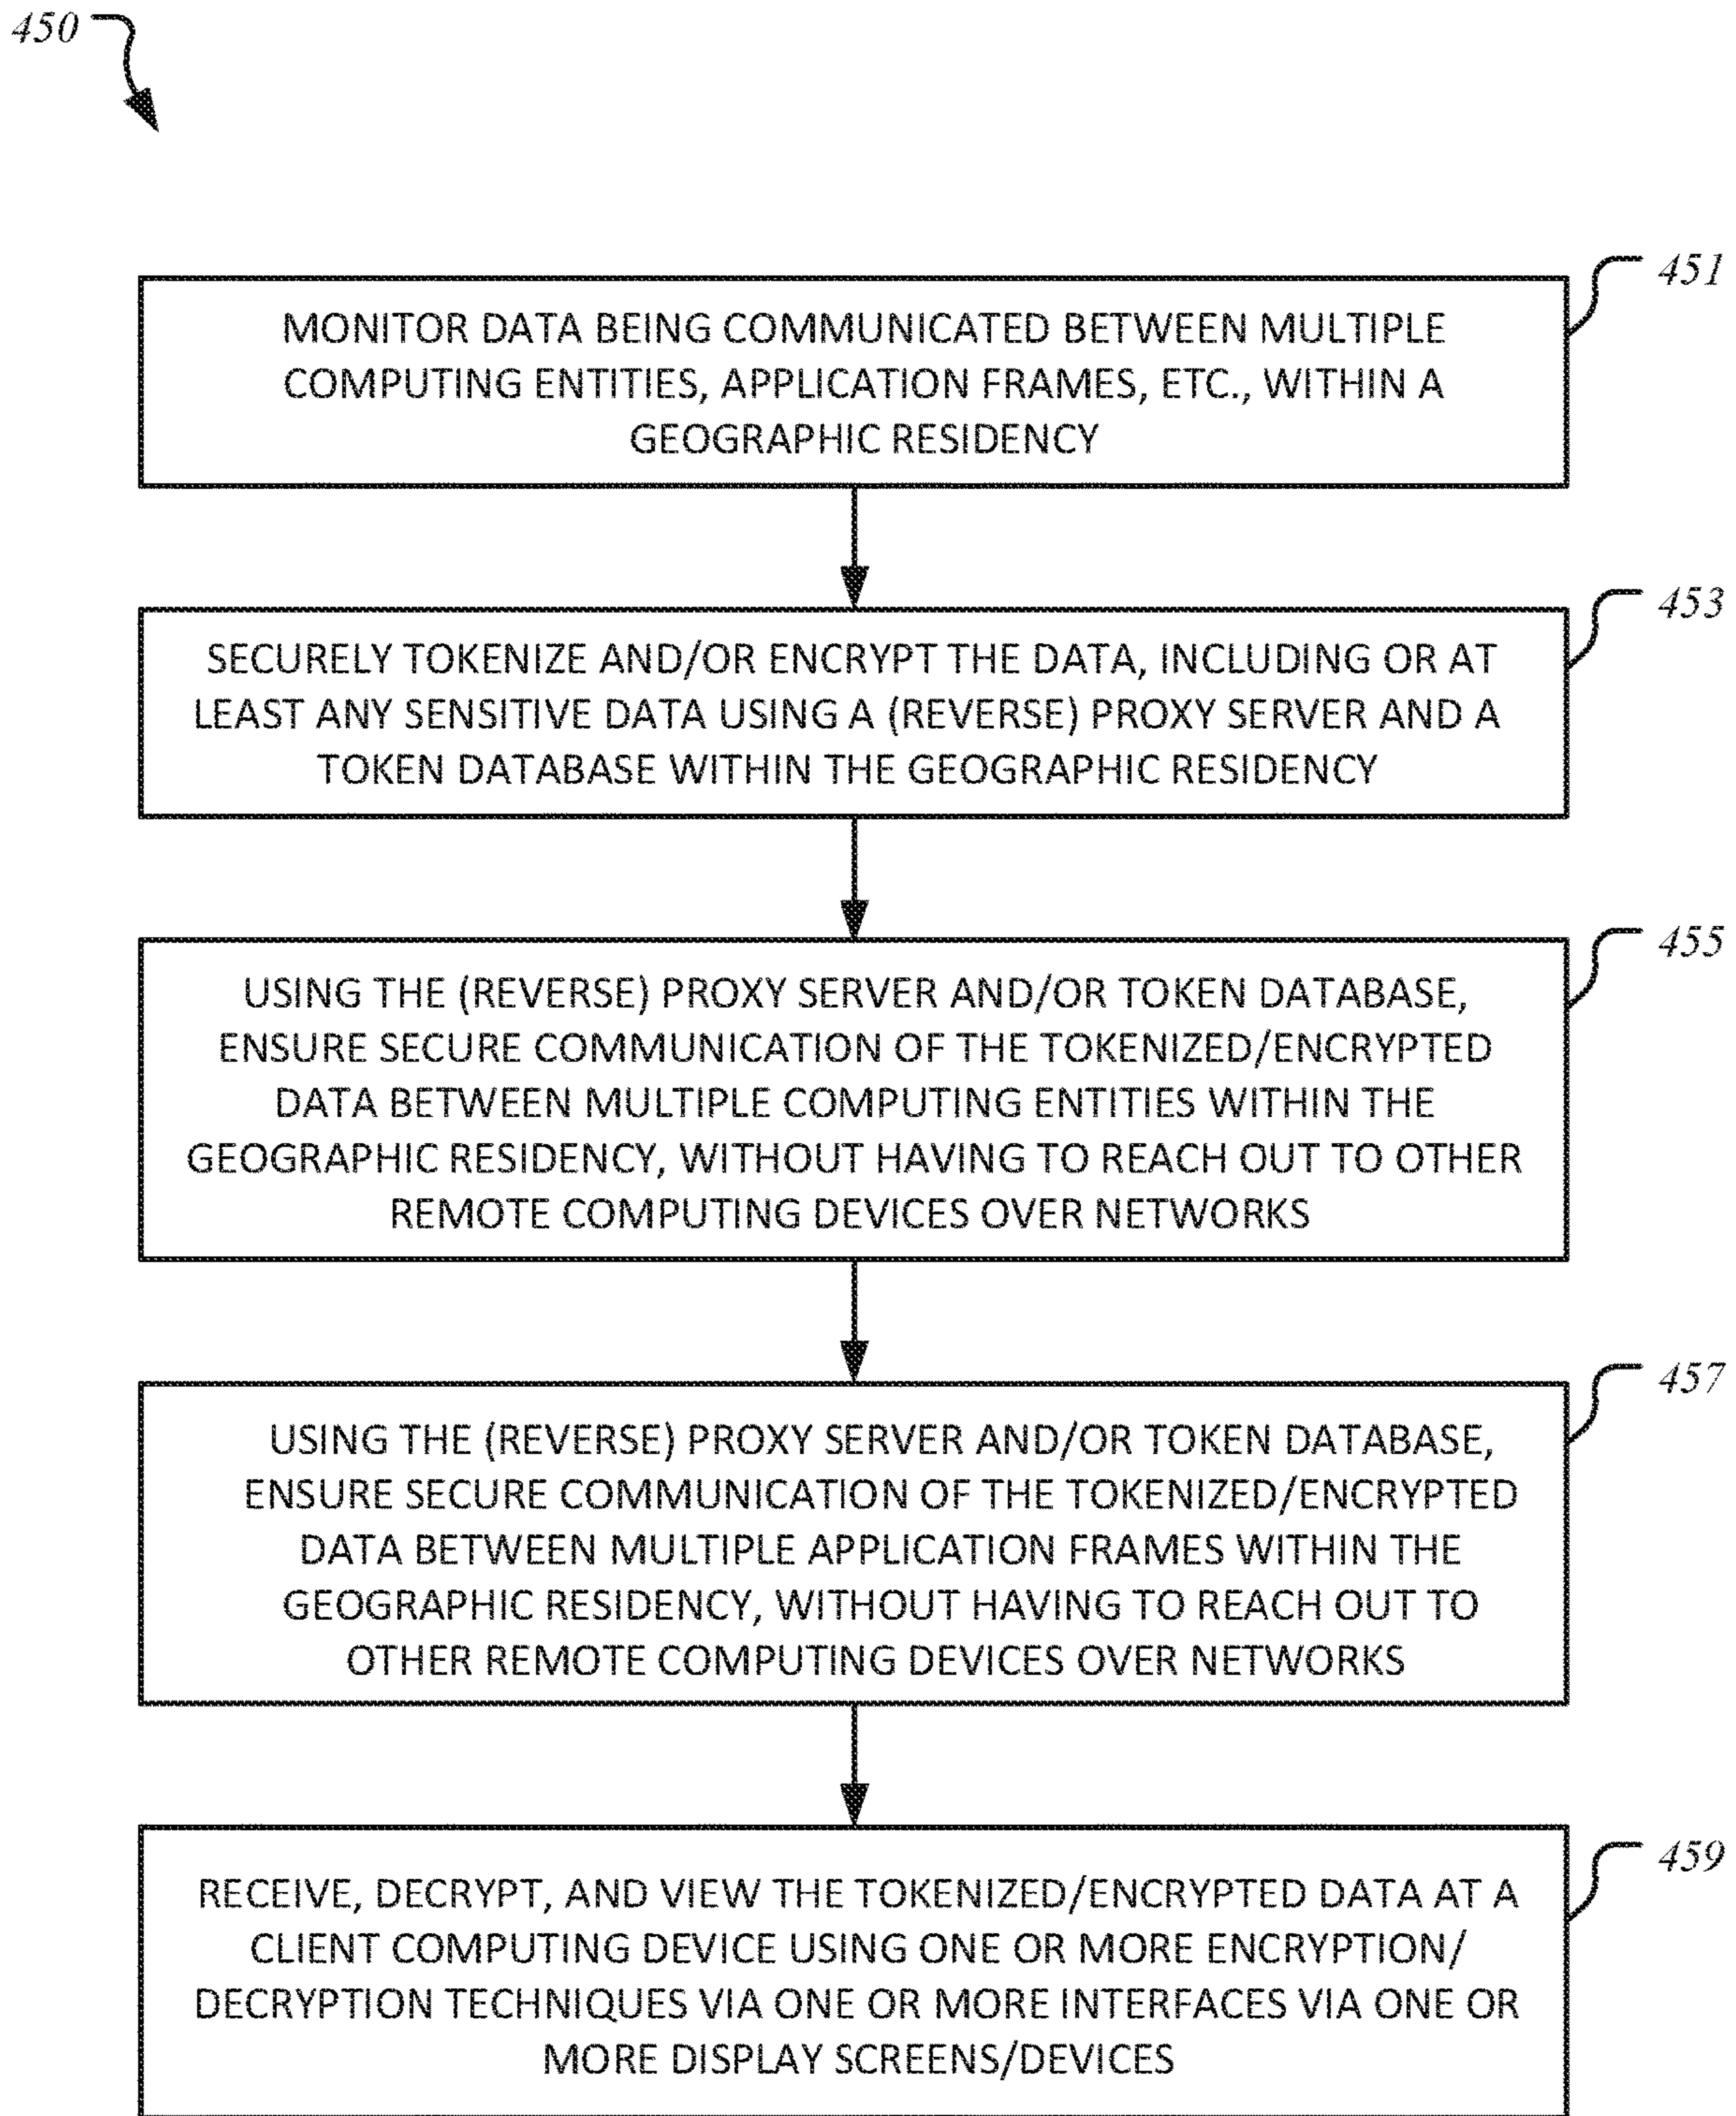 450
451
MONITOR DATA BEING COMMUNICATED BETWEEN MULTIPLE
COMPUTING ENTITIES, APPLICATION FRAMES, ETC., WITHIN A
GEOGRAPHIC RESIDENCY
453
SECURELY TOKENIZE AND/OR ENCRYPT THE DATA, INCLUDING OR AT
LEAST ANY SENSITIVE DATA USING A (REVERSE) PROXY SERVER AND A
TOKEN DATABASE WITHIN THE GEOGRAPHIC RESIDENCY
455
USING THE (REVERSE) PROXY SERVER AND/OR TOKEN DATABASE,
ENSURE SECURE COMMUNICATION OF THE TOKENIZED/ENCRYPTED
DATA BETWEEN MULTIPLE COMPUTING ENTITIES WITHIN THE
GEOGRAPHIC RESIDENCY, WITHOUT HAVING TO REACH OUT TO OTHER
REMOTE COMPUTING DEVICES OVER NETWORKS
457
USING THE (REVERSE) PROXY SERVER AND/OR TOKEN DATABASE,
ENSURE SECURE COMMUNICATION OF THE TOKENIZED/ENCRYPTED
DATA BETWEEN MULTIPLE APPLICATION FRAMES WITHIN THE
GEOGRAPHIC RESIDENCY, WITHOUT HAVING TO REACH OUT TO
OTHER REMOTE COMPUTING DEVICES OVER NETWORKS
459
RECEIVE, DECRYPT, AND VIEW THE TOKENIZED/ENCRYPTED DATA AT A
CLIENT COMPUTING DEVICE USING ONE OR MORE ENCRYPTION/
DECRYPTION TECHNIQUES VIA ONE OR MORE INTERFACES VIA ONE OR
MORE DISPLAY SCREENS/DEVICES